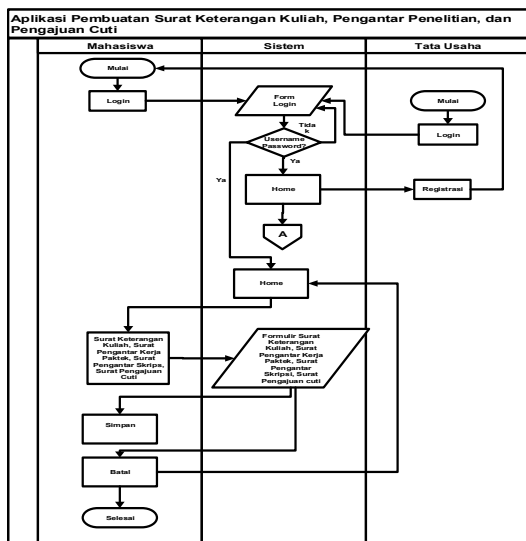 Aplikasi Pembuatan Surat Keterangan Kuliah, Pengantar Penelitian, dan
Pengajuan Cuti
Mahasiswa
Sistem
Tata Usaha
Mulai
Login
Form
Login
Mulai
Login
Tida
k
Username
Password?
Ya
Ya
Home
Registrasi
A
Home
Surat Keterangan
Kuliah, Surat
Pengantar Kerja
Paktek, Surat
Pengantar Skrips,
Surat Pengajuan
Cuti
Formulir Surat
Keterangan
Kuliah, Surat
Pengantar Kerja
Paktek, Surat
Pengantar
Skripsi, Surat
Pengajuan cuti
Simpan
Batal
Selesai